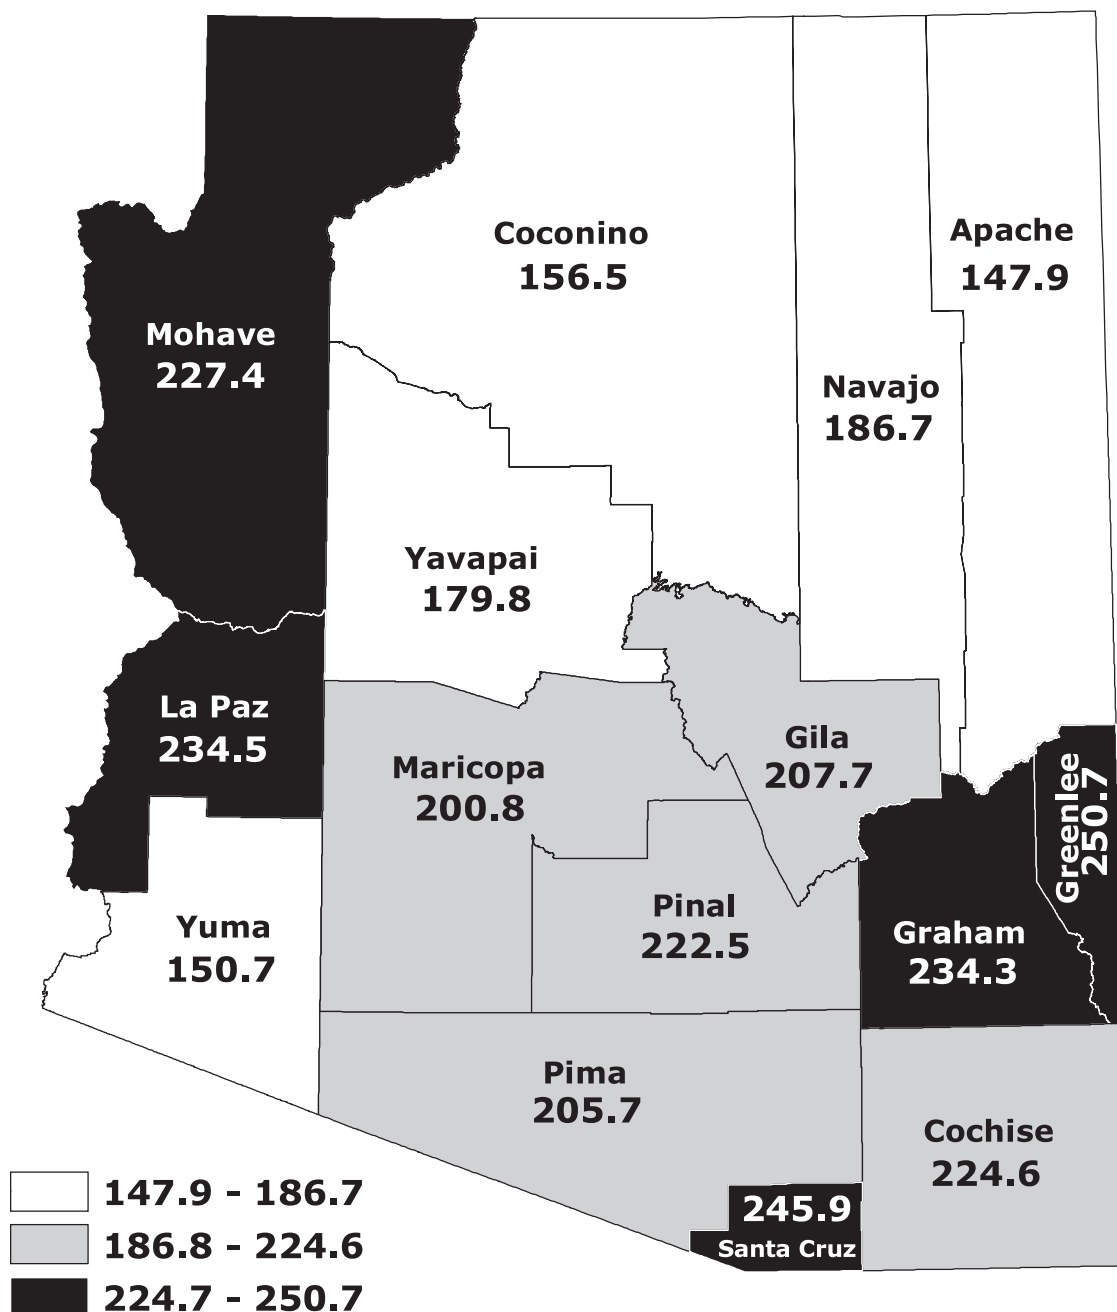 Coconino
156.5
Apache
147.9
Mohave
227.4
Navajo
186.7
Yavapai
179.8
La Paz
234.5
Maricopa
200.8
Gila
207.7
Greenlee
250.7
Yuma
150.7
Pinal
222.5
Graham
234.3
Pima
205.7
Cochise
224.6
245.9
Santa Cruz
147.9 - 186.7
186.8 - 224.6
224.7 - 250.7